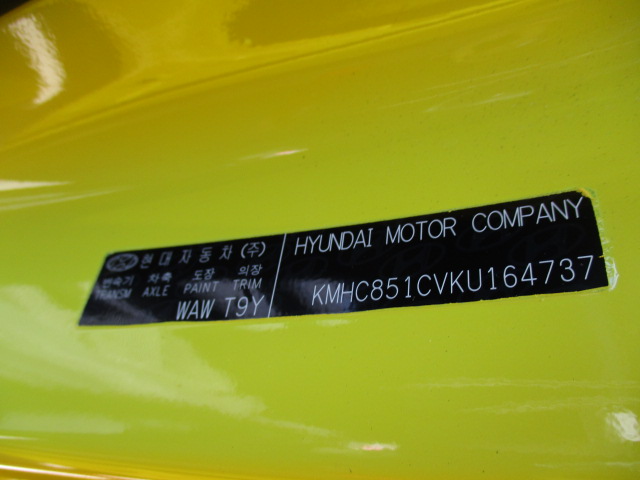 현대자동차(주)
변속기 차축 도장 의장
TRANSM AXLE PAINT TRIM
WAW T9Y
HYUNDAI MOTOR COMPANY
KMHC851CVKU164737